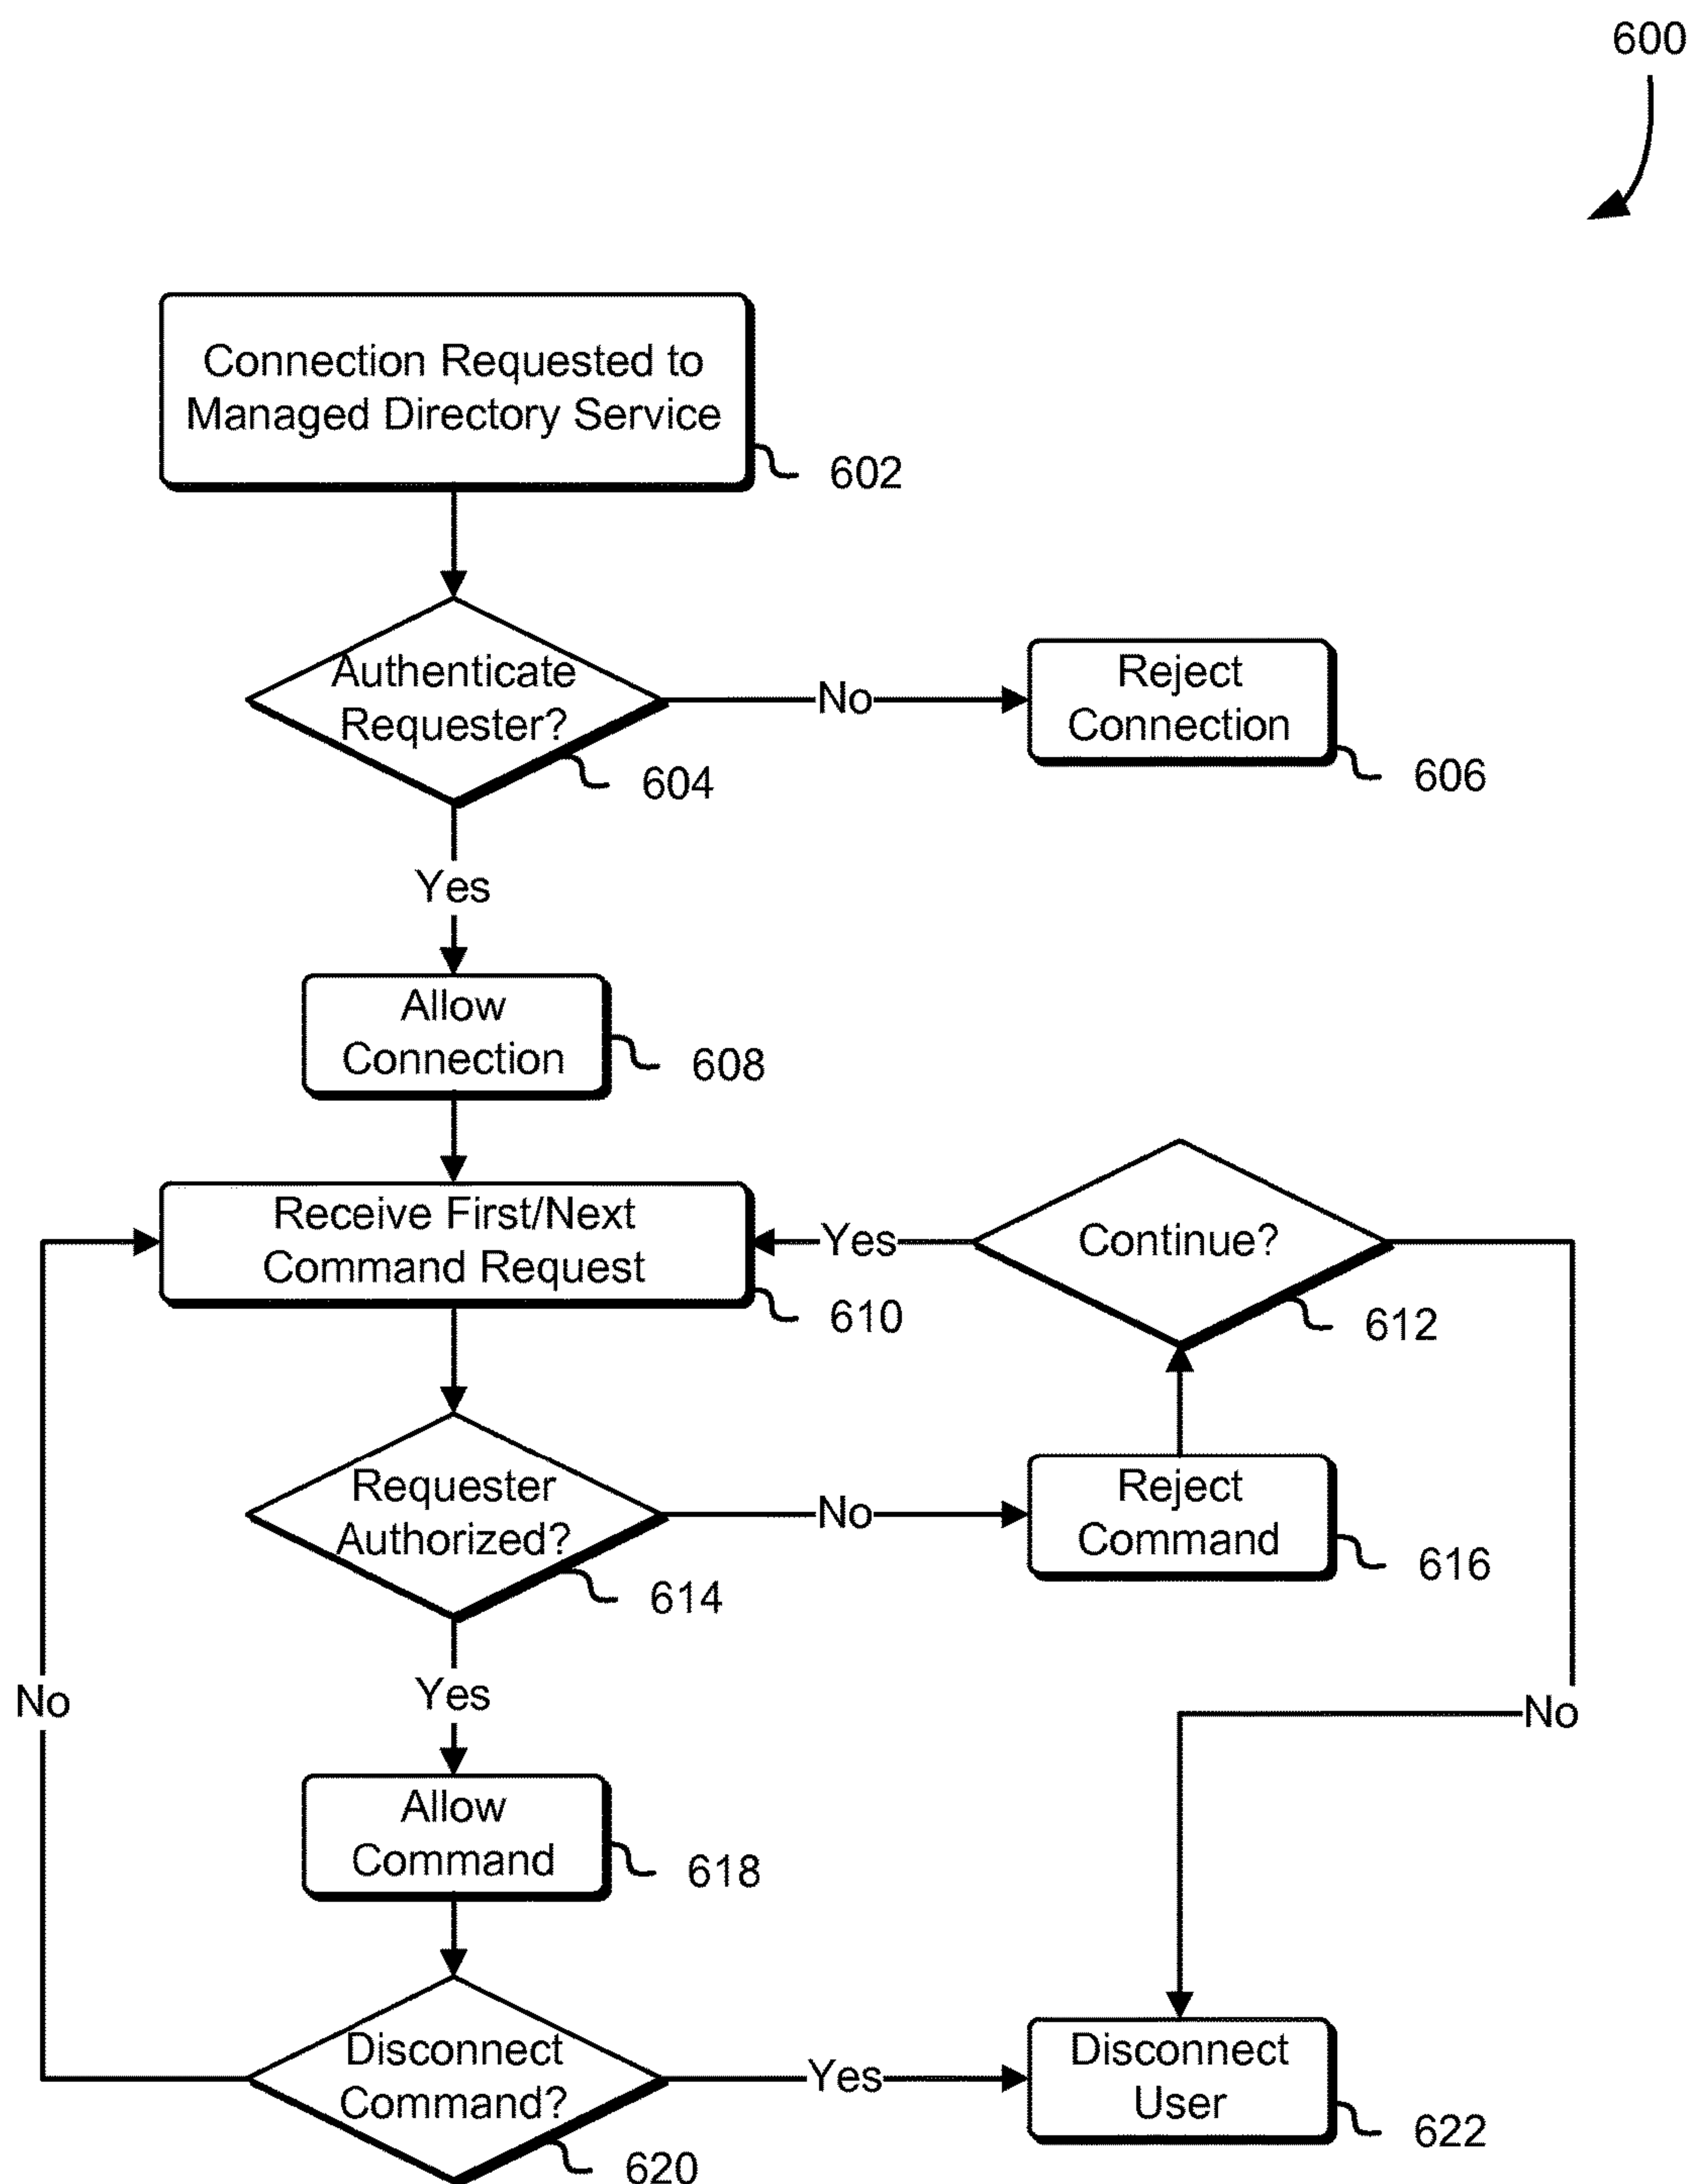 600
Connection Requested to
Managed Directory Service
602
Authenticate
Requester?
604
No
Reject
Connection
606
Yes
Allow
Connection
608
Receive First/Next
Command Request
610
Yes
Continue?
612
Requester
Authorized?
614
No
Reject
Command
616
Yes
No
No
Allow
Command
618
Disconnect
Command?
620
Yes
Disconnect
User
622